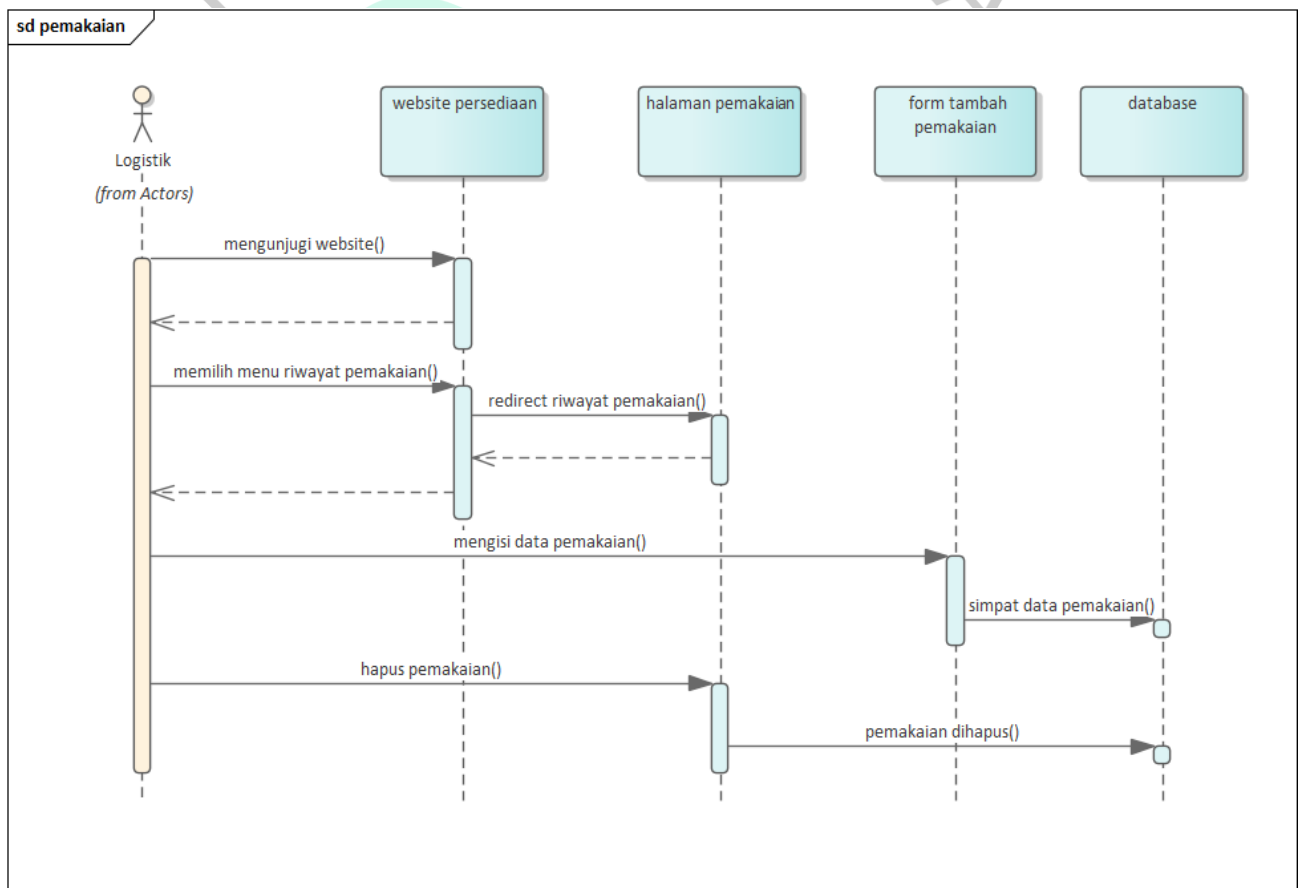 sd pemakaian
website persediaan
halaman pemakaian
form tambah
pemakaian
database
Logistik
(from Actors)
mengunjugi website()
memilih menu riwayat pemakaian()
redirect riwayat pemakaian()
mengisi data pemakaian()
simpat data pemakaian()
hapus pemakaian()
pemakaian dihapus()